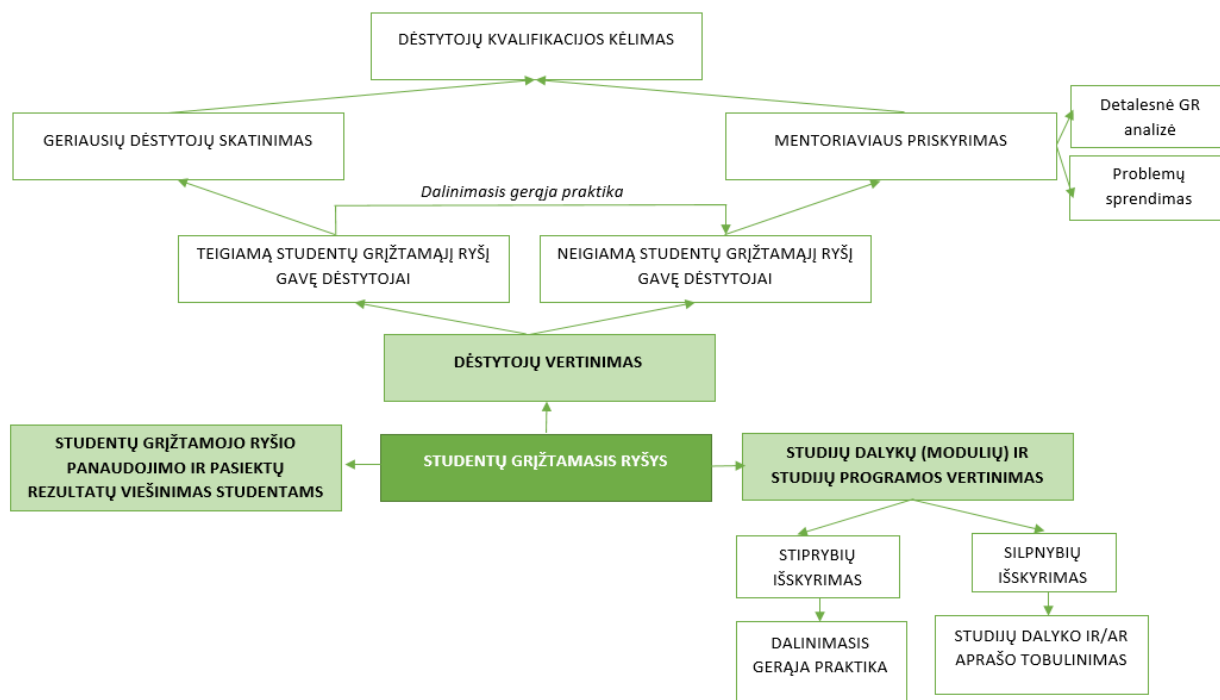 DĖSTYTOJŲ KVALIFIKACIJOS KĖLIMAS
GERIAUSIŲ DĖSTYTOJŲ SKATINIMAS
MENTORIAVIAUS PRISKYRIMAS
Detalesnė GR
analizė
Problemų
sprendimas
Dalinimasis gerąja praktika
TEIGIAMĄ STUDENTŲ GRĮŽTAMĄJĮ RYŠĮ
GAVĘ DĖSTYTOJAI
NEIGIAMĄ STUDENTŲ GRĮŽTAMĄJĮ RYŠĮ
GAVĘ DĖSTYTOJAI
DĖSTYTOJŲ VERTINIMAS
STUDENTŲ GRĮŽTAMOJO RYŠIO
PANAUDOJIMO IR PASIEKTŲ
REZULTATŲ VIEŠINIMAS STUDENTAMS
STUDENTŲ GRĮŽTAMASIS RYŠYS
STUDIJŲ DALYKŲ (MODULIŲ) IR
STUDIJŲ PROGRAMOS VERTINIMAS
STIPRYBIŲ
IŠSKYRIMAS
SILPNYBIŲ
IŠSKYRIMAS
DALINIMASIS
GERĄJA PRAKTIKA
STUDIJŲ DALYKO IR/AR
APRAŠO TOBULINIMAS